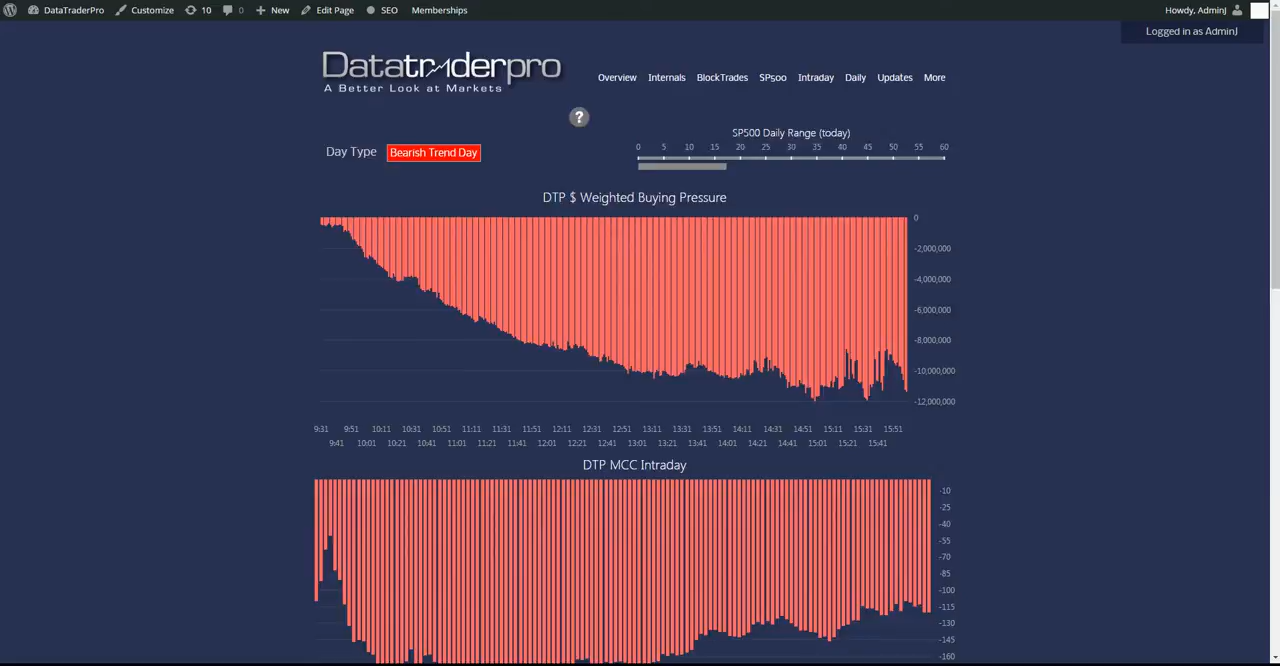 DataTraderPro Customize 10 0 New Edit Page SEO Memberships Howdy, AdminJ
Logged in as AdminJ
Datatraderpro
A Better Look at Markets
Overview Internals BlockTrades SP500 Intraday Daily Updates More
?
SP500 Daily Range (today)
0 5 10 15 20 25 30 35 40 45 50 55 60
Day Type Bearish Trend Day
DTP $ Weighted Buying Pressure
0
-2,000,000
-4,000,000
-6,000,000
-8,000,000
-10,000,000
-12,000,000
9:31 9:51 10:11 10:31 10:51 11:11 11:31 11:51 12:11 12:31 12:51 13:11 13:31 13:51 14:11 14:31 14:51 15:11 15:31 15:51
9:41 10:01 10:21 10:41 11:01 11:21 11:41 12:01 12:21 12:41 13:01 13:21 13:41 14:01 14:21 14:41 15:01 15:21 15:41
DTP MCC Intraday
-10
-25
-40
-55
-70
-85
-100
-115
-130
-145
-160